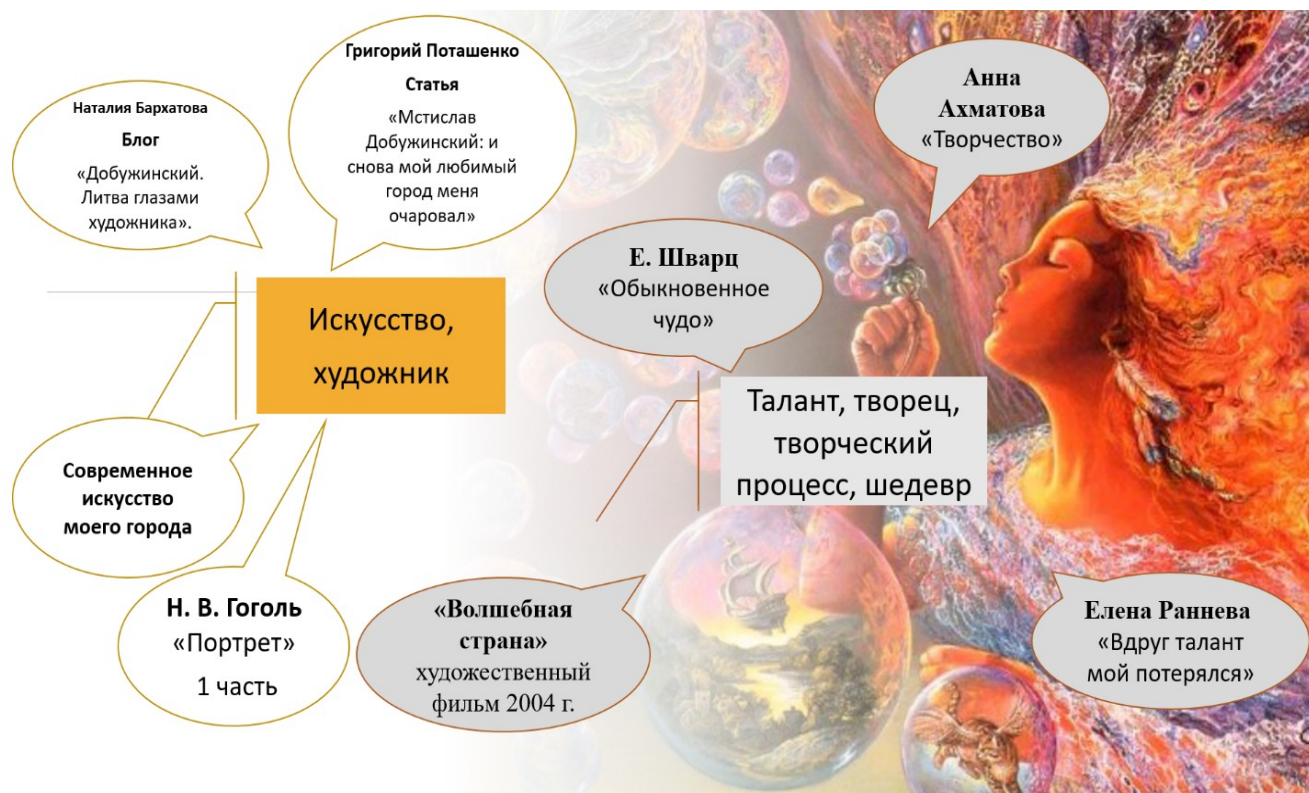 Наталия Бархатова
Блог
«Добужинский.
Литва глазами
художника».
Григорий Поташенко
Статья
«Мстислав
Добужинский: и
снова мой любимый
город меня
очаровал»
Анна
Ахматова
«Творчество»
Е. Шварц
«Обыкновенное
чудо»
Искусство,
художник
Талант, творец,
творческий
процесс, шедевр
Современное
искусство
моего города
Н. В. Гоголь
«Портрет»
1 часть
«Волшебная
страна»
художественный
фильм 2004 г.
Елена Раннева
«Вдруг талант
мой потерялся»